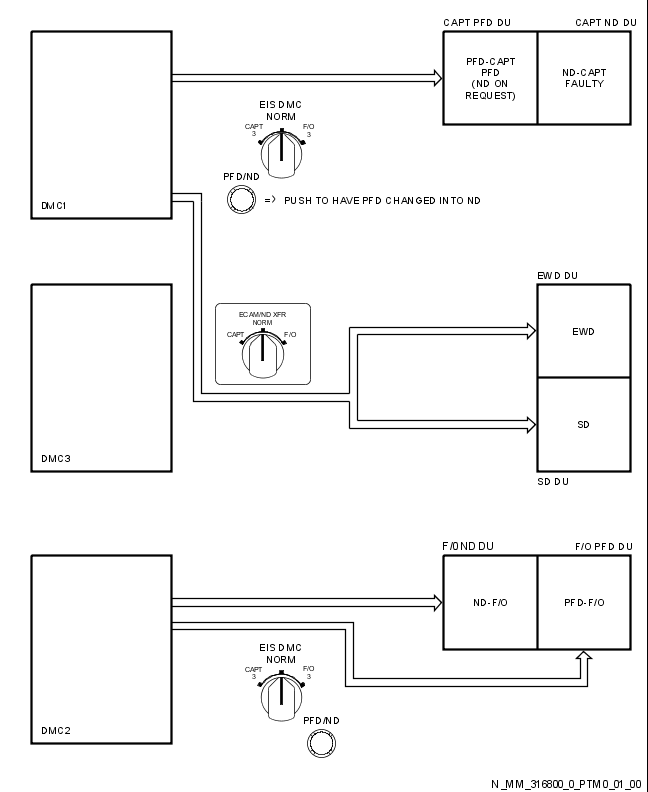 CAPT PFD DU
CAPT ND DU
PFD-CAPT
PFD
(ND ON
REQUEST)
ND-CAPT
FAULTY
EIS DMC
NORM
CAPT
3
F/O
3
PFD/ND
=> PUSH TO HAVE PFD CHANGED INTO ND
DMC1
EWD DU
ECAM/ND XFR
NORM
CAPT
F/O
EWD
SD
DMC3
SD DU
F/0 ND DU
F/O PFD DU
ND-F/O
PFD-F/O
EIS DMC
NORM
CAPT
3
F/O
3
PFD/ND
DMC2
N_MM_316800_0_PTM0_01_00